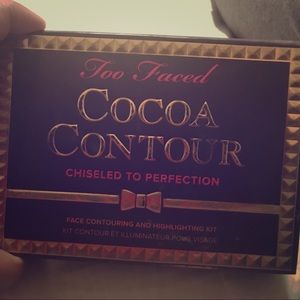 Too Faced
COCOA
CONTOUR
CHISELED TO PERFECTION
FACE CONTOURING AND HIGHLIGHTING KIT
KIT CONTOUR ET ILLUMINATEUR POUR VISAGE